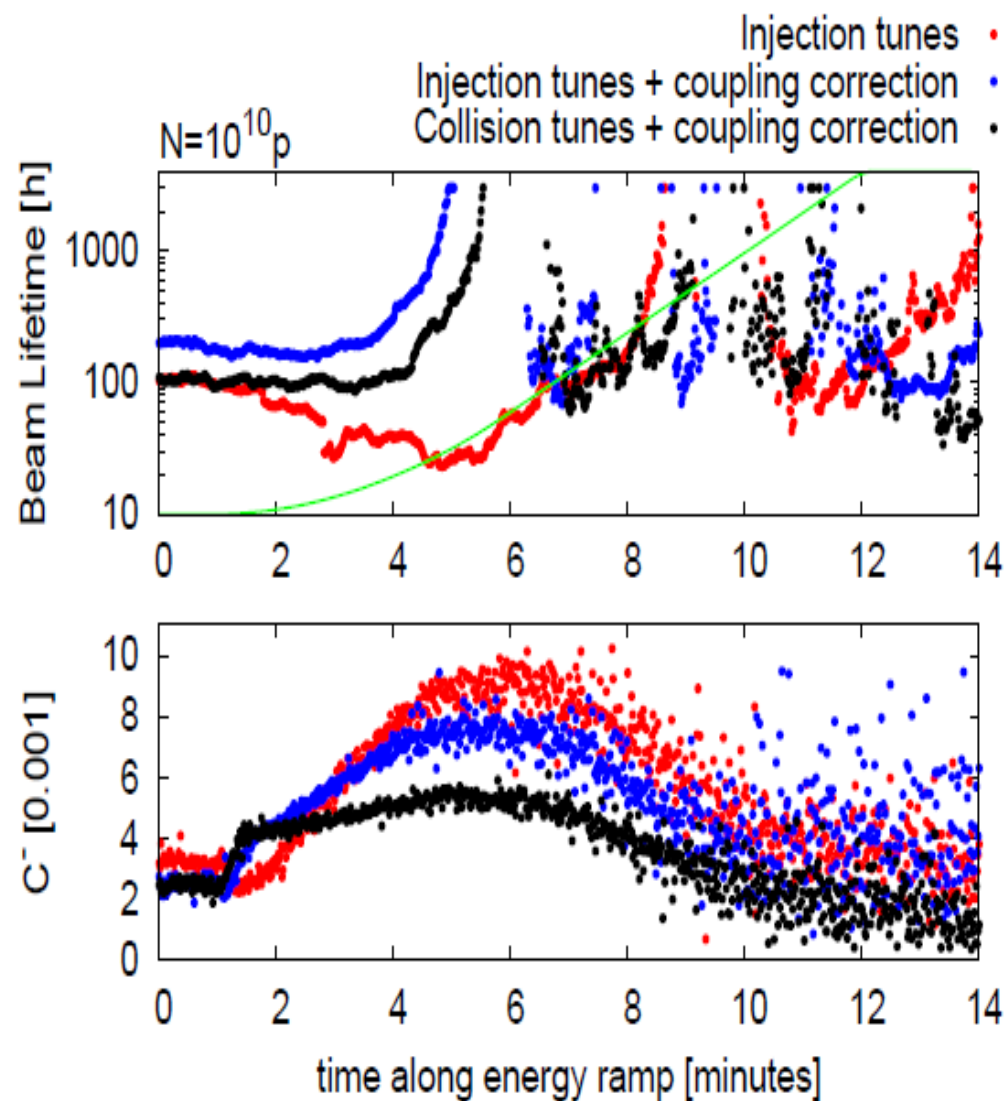 Injection tunes
Injection tunes + coupling correction
N=10^10p Collision tunes + coupling correction
Beam Lifetime [h]
1000
100
10
0 2 4 6 8 10 12 14
C^- [0.001]
10
8
6
4
2
0
0 2 4 6 8 10 12 14
time along energy ramp [minutes]